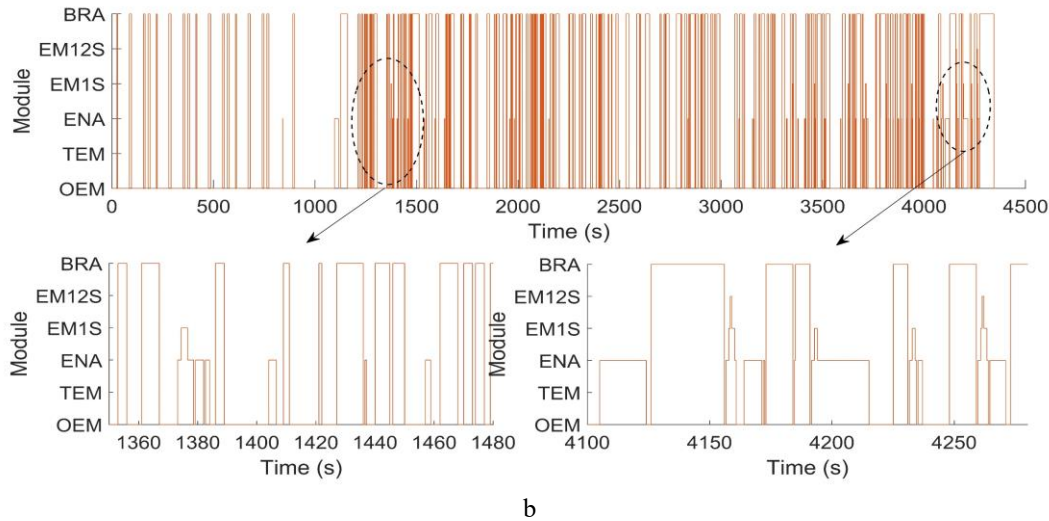 BRA
EM12S
EM1S
ENA
TEM
OEM
Module
0 500 1000 1500 2000 2500 3000 3500 4000 4500
Time (s)
BRA
EM12S
EM1S
ENA
TEM
OEM
Module
1360 1380 1400 1420 1440 1460 1480
Time (s)
BRA
EM12S
EM1S
ENA
TEM
OEM
Module
4100 4150 4200 4250
Time (s)
b